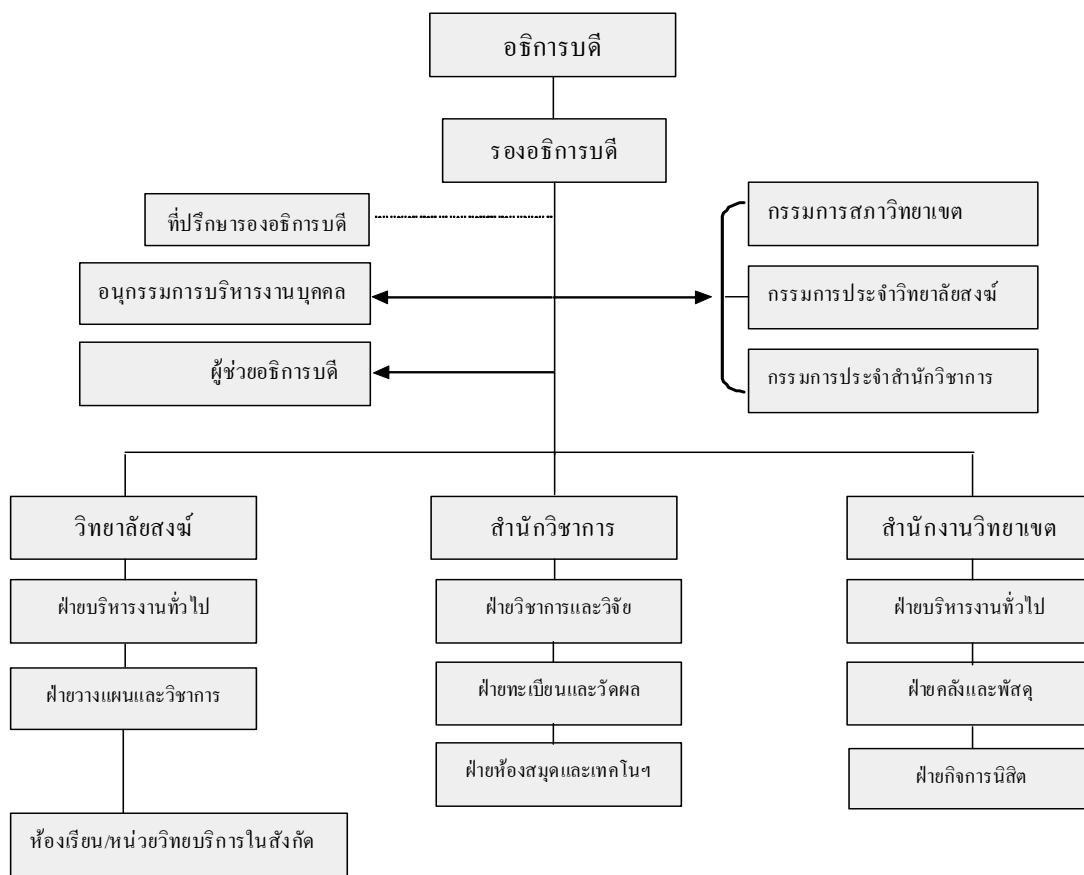 อธิการบดี
รองอธิการบดี
ที่ปรึกษารองอธิการบดี
กรรมการสภาวิทยาเขต
อนุกรรมการบริหารงานบุคคล
กรรมการประจำวิทยาลัยสงฆ์
ผู้ช่วยอธิการบดี
กรรมการประจำสำนักวิชาการ
วิทยาลัยสงฆ์
สำนักวิชาการ
สำนักงานวิทยาเขต
ฝ่ายบริหารงานทั่วไป
ฝ่ายวิชาการและวิจัย
ฝ่ายบริหารงานทั่วไป
ฝ่ายวางแผนและวิชาการ
ฝ่ายทะเบียนและวัดผล
ฝ่ายคลังและพัสดุ
ฝ่ายห้องสมุดและเทคโนฯ
ฝ่ายกิจการนิสิต
ห้องเรียน/หน่วยวิทยบริการในสังกัด